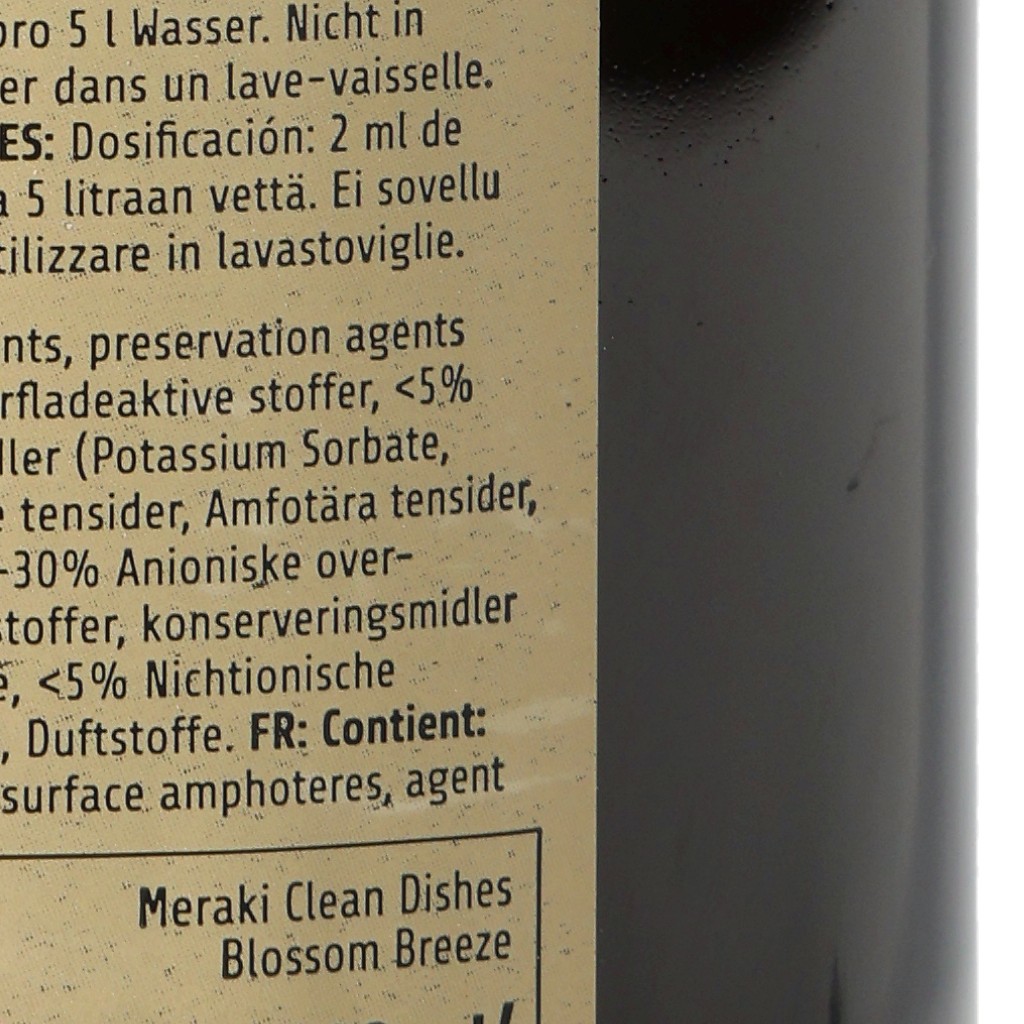 pro 5 l Wasser. Nicht in
er dans un lave-vaisselle.
ES: Dosificación: 2 ml de
a 5 litraan vettä. Ei sovellu
tilizzare in lavastoviglie.
nts, preservation agents
rfladeaktive stoffer, <5%
ller (Potassium Sorbate,
e tensider, Amfotära tensider,
-30% Anioniske over-
stoffer, konserveringsmidler
e, <5% Nichtionische
, Duftstoffe. FR: Contient:
surface amphoteres, agent
Meraki Clean Dishes
Blossom Breeze